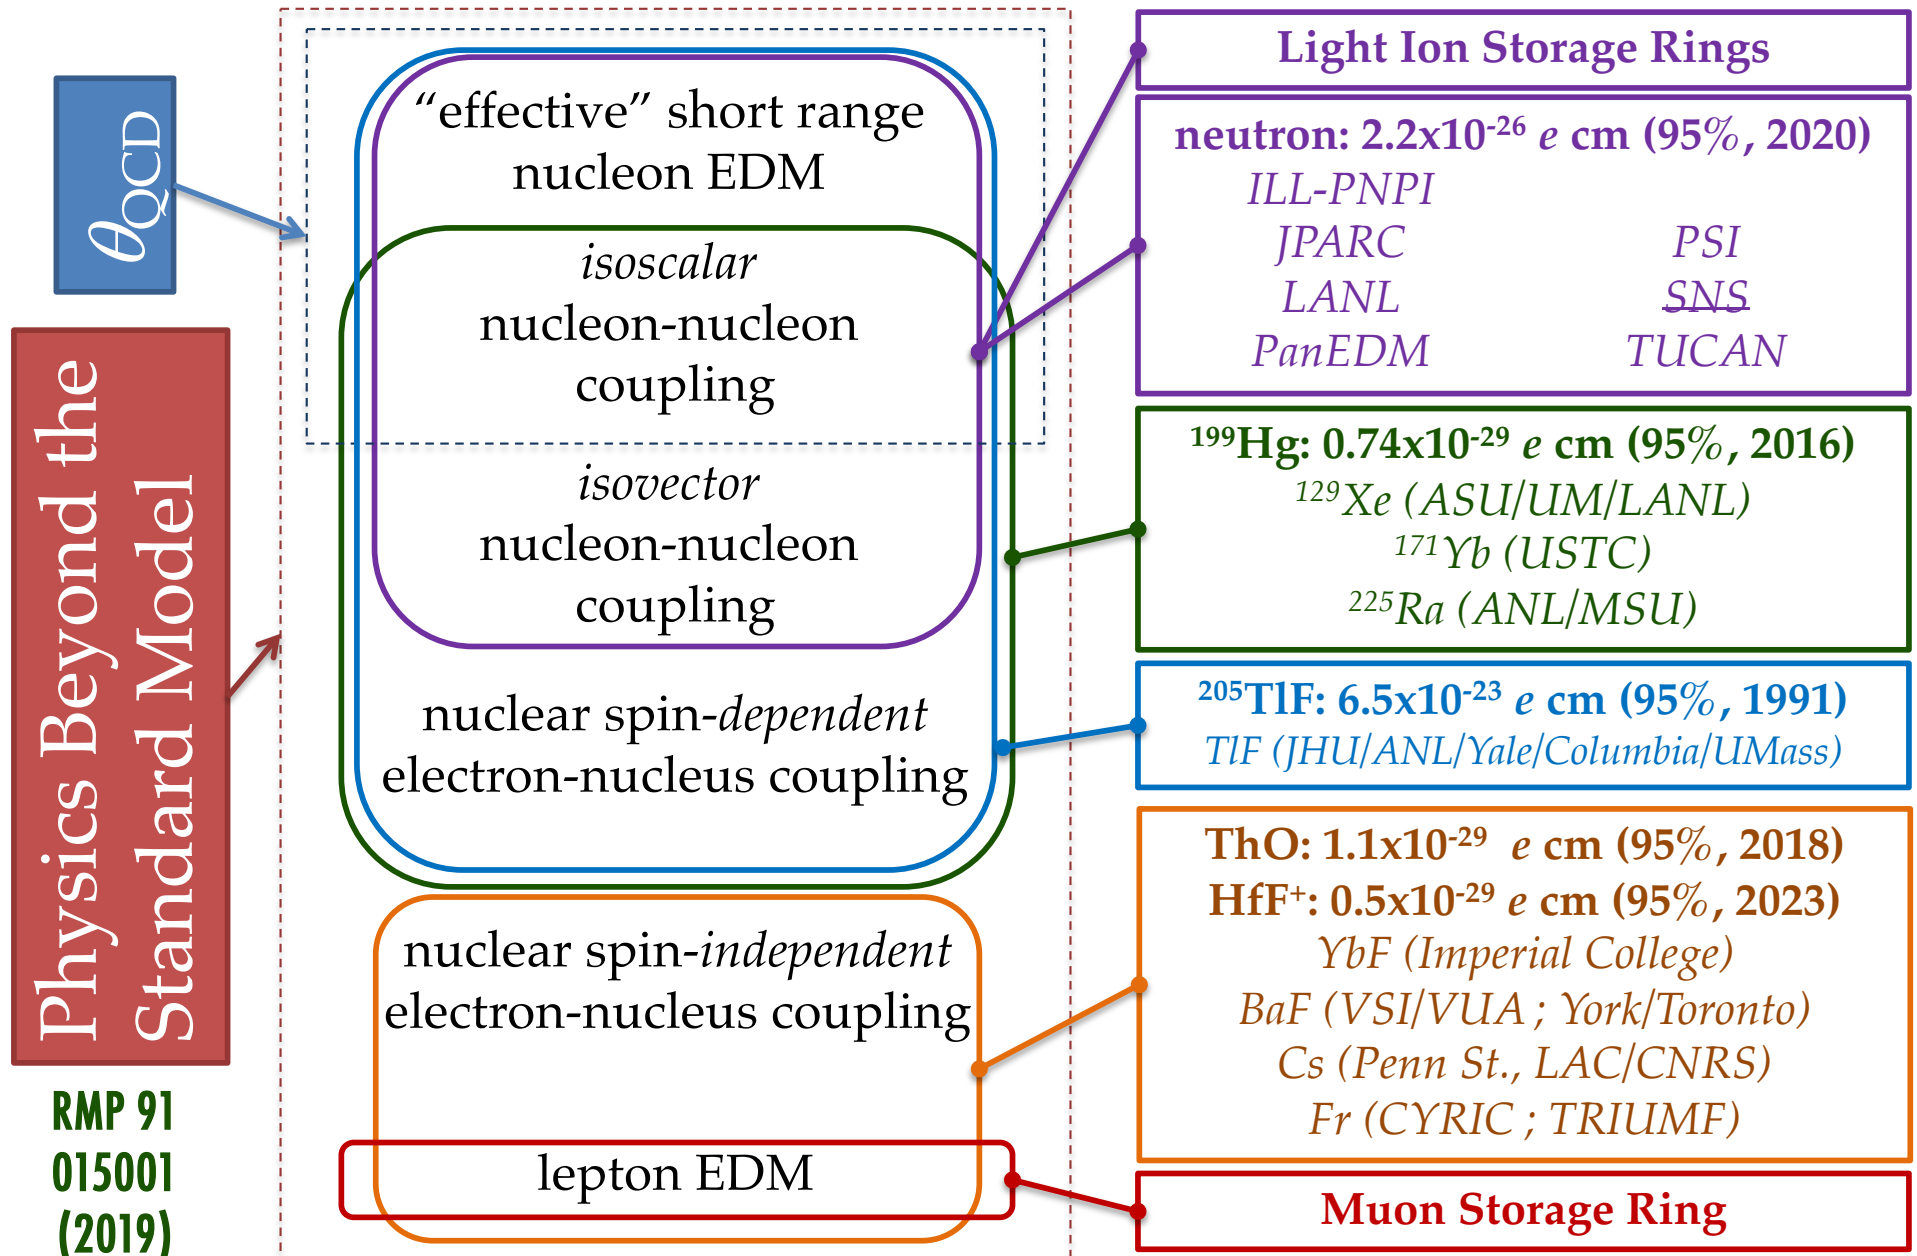 θQCD
Physics Beyond the
Standard Model
RMP 91
015001
(2019)
“effective” short range
nucleon EDM
isoscalar
nucleon-nucleon
coupling
isovector
nucleon-nucleon
coupling
nuclear spin-dependent
electron-nucleus coupling
nuclear spin-independent
electron-nucleus coupling
lepton EDM
Light Ion Storage Rings
neutron: 2.2x10⁻²⁶ e cm (95%, 2020)
ILL-PNPI
JPARC PSI
LANL SNS
PanEDM TUCAN
¹⁹⁹Hg: 0.74x10⁻²⁹ e cm (95%, 2016)
¹²⁹Xe (ASU/UM/LANL)
¹⁷¹Yb (USTC)
²²⁵Ra (ANL/MSU)
²⁰⁵TlF: 6.5x10⁻²³ e cm (95%, 1991)
TlF (JHU/ANL/Yale/Columbia/UMass)
ThO: 1.1x10⁻²⁹ e cm (95%, 2018)
HfF⁺: 0.5x10⁻²⁹ e cm (95%, 2023)
YbF (Imperial College)
BaF (VSI/VUA ; York/Toronto)
Cs (Penn St., LAC/CNRS)
Fr (CYRIC ; TRIUMF)
Muon Storage Ring